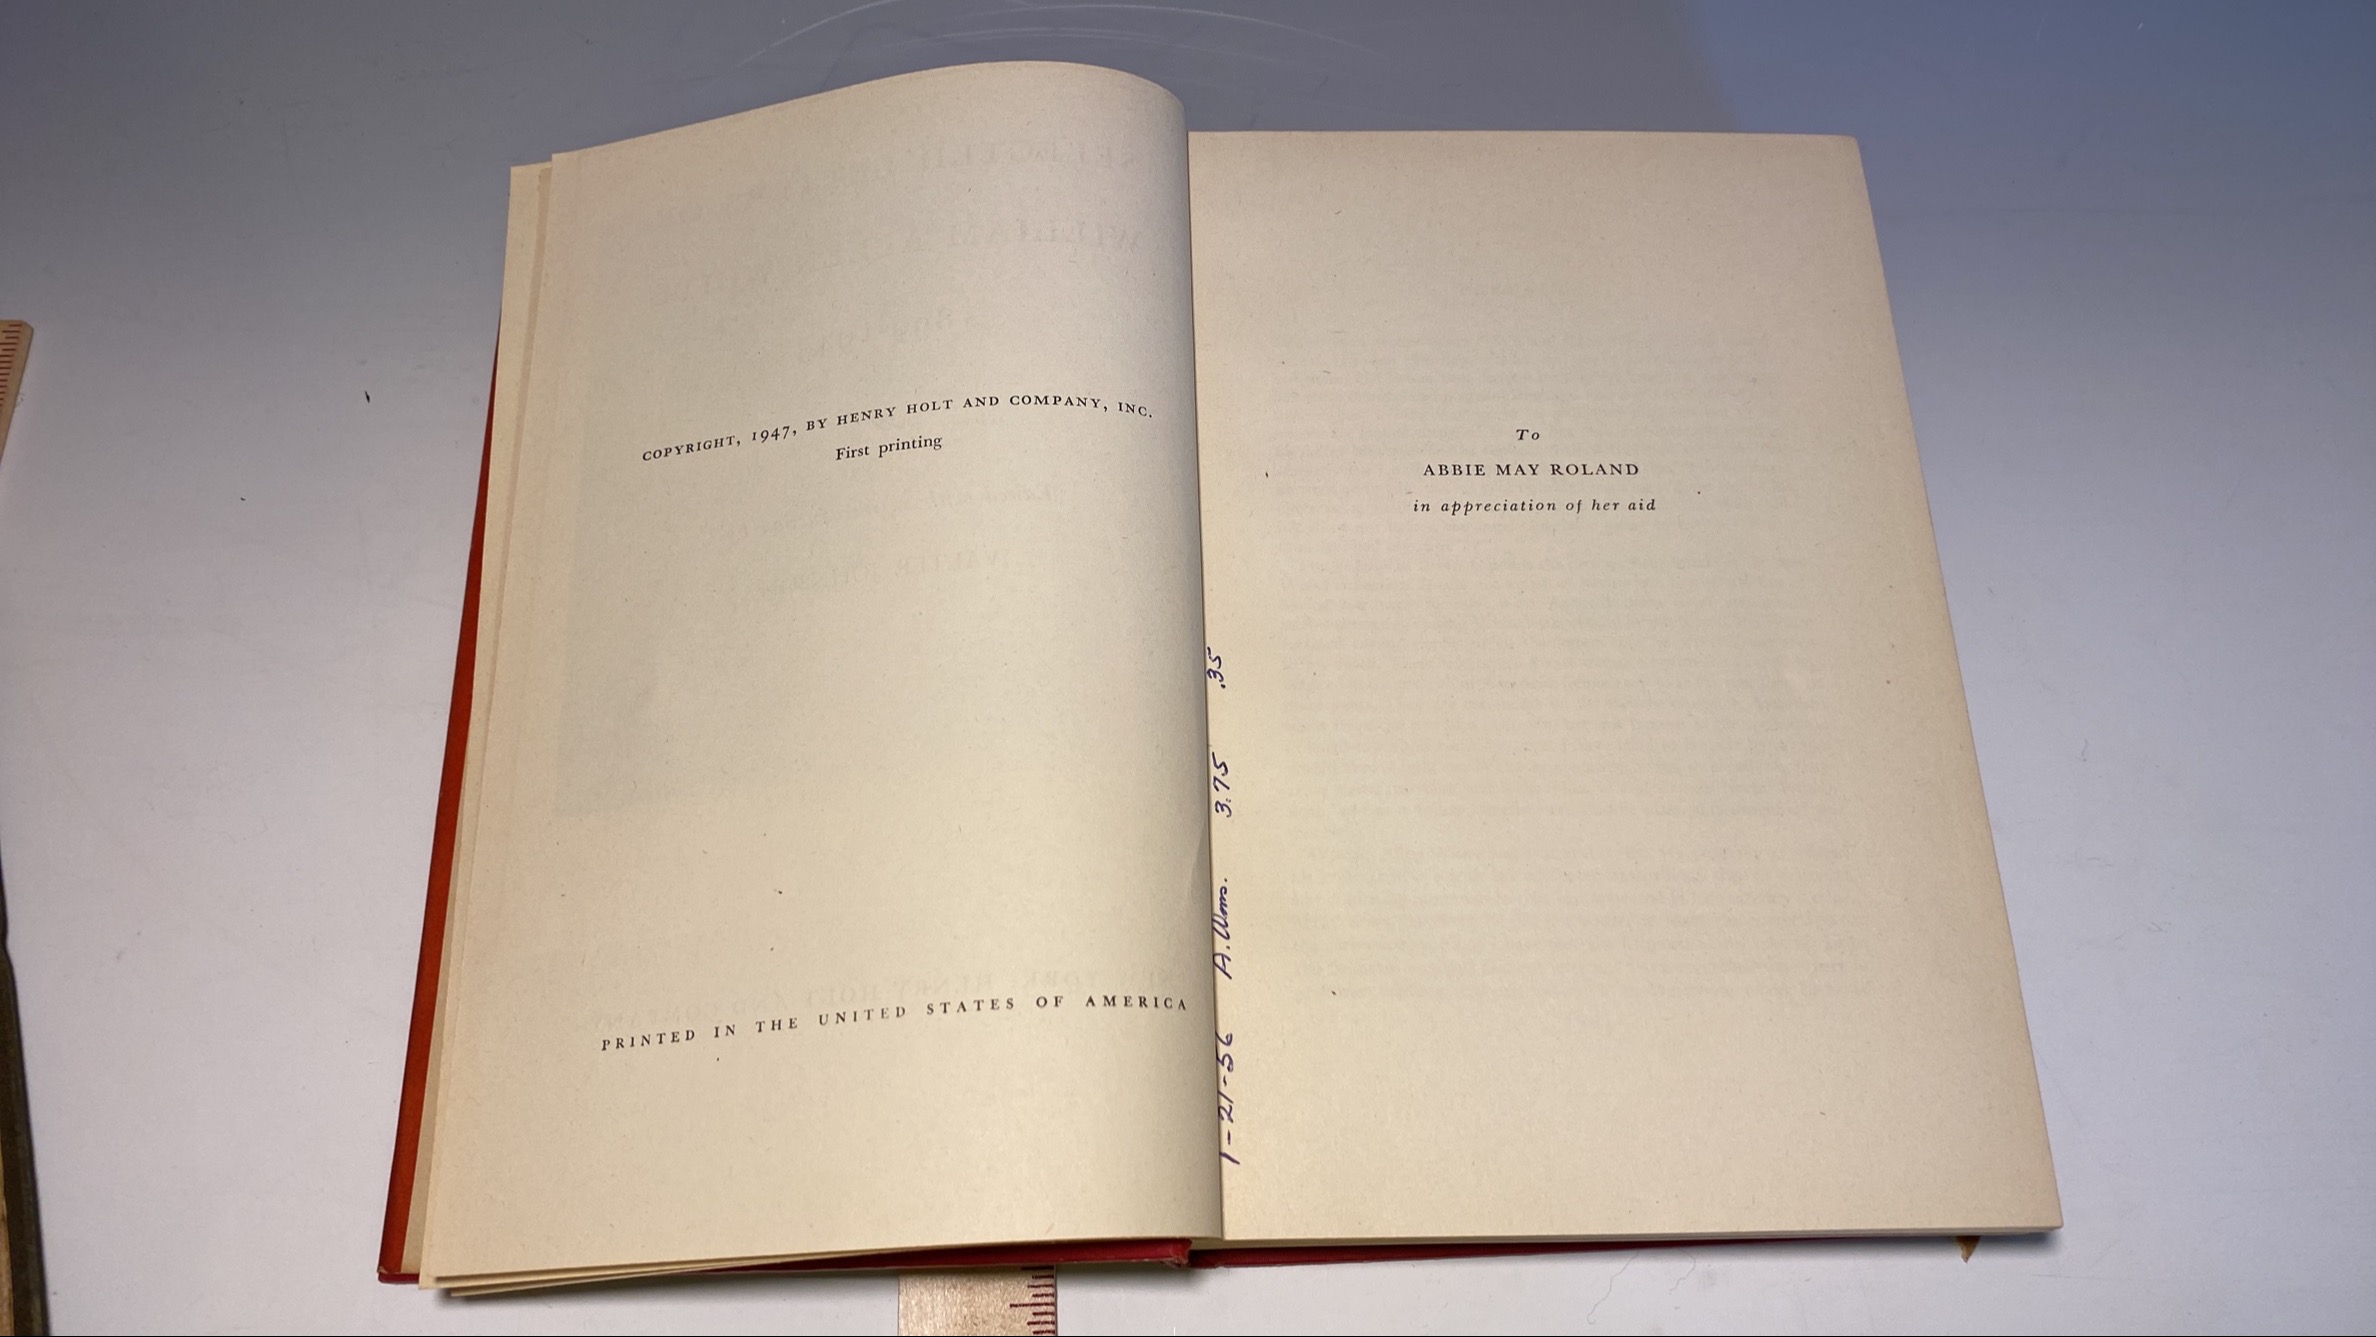 COPYRIGHT, 1947, BY HENRY HOLT AND COMPANY, INC.
First printing
PRINTED IN THE UNITED STATES OF AMERICA
1-21-56 A.Wms. 3.75 .35
To
ABBIE MAY ROLAND
in appreciation of her aid